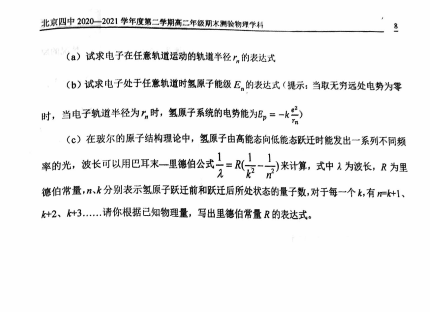 北京四中 2020—2021 学年度第二学期高二年级期末测验物理学科 8
(a)试求电子在任意轨道运动的轨道半径rₙ的表达式
(b)试求电子处于任意轨道时氢原子能级 Eₙ的表达式(提示:当取无穷远处电势为零
时,当电子轨道半径为rₙ时,氢原子系统的电势能为Eₚ = −k e²/rₙ)
(c)在玻尔的原子结构理论中,氢原子由高能态向低能态跃迁时能发出一系列不同频
率的光,波长可以用巴耳末—里德伯公式 1/λ = R(1/k² − 1/n²)来计算,式中 λ 为波长,R 为里
德伯常量,n、k 分别表示氢原子跃迁前和跃迁后所处状态的量子数,对于每一个 k,有 n=k+1、
k+2、k+3……请你根据已知物理量,写出里德伯常量 R 的表达式。